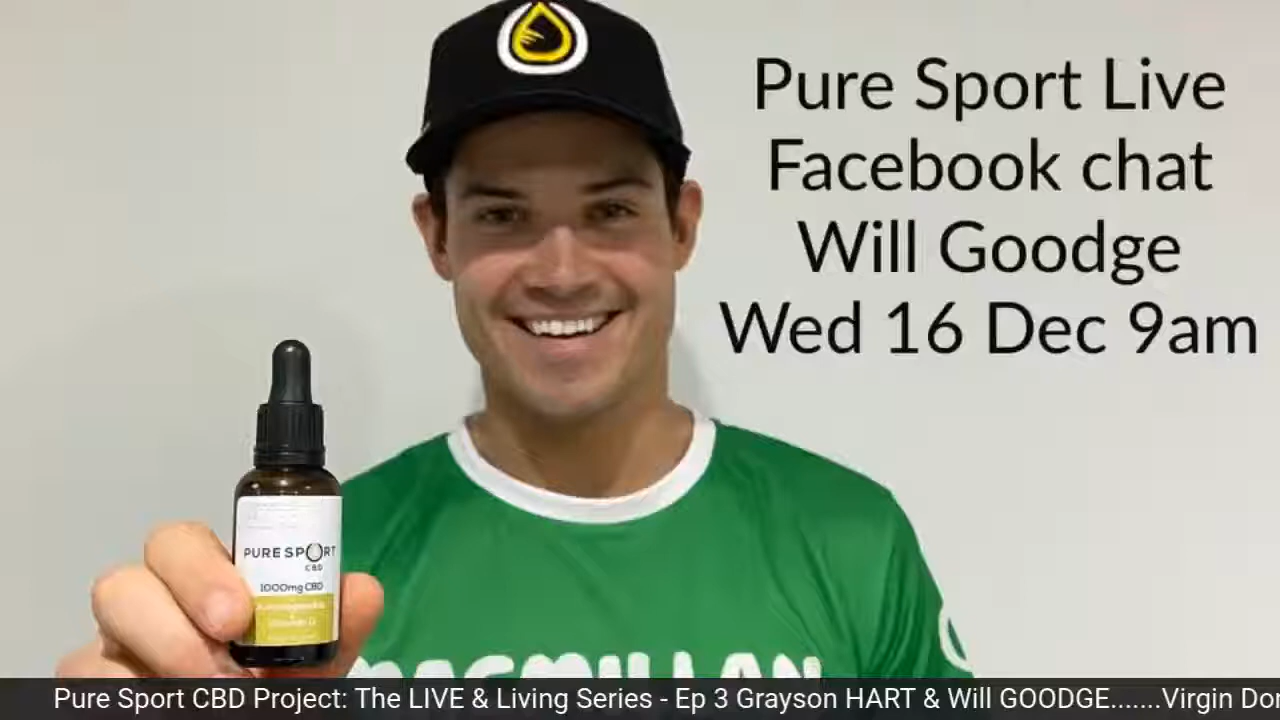 Pure Sport Live
Facebook chat
Will Goodge
Wed 16 Dec 9am
PURE SPORT
CBD
1000mg CBD
MACMILLAN
Pure Sport CBD Project: The LIVE & Living Series - Ep 3 Grayson HART & Will GOODGE.......Virgin